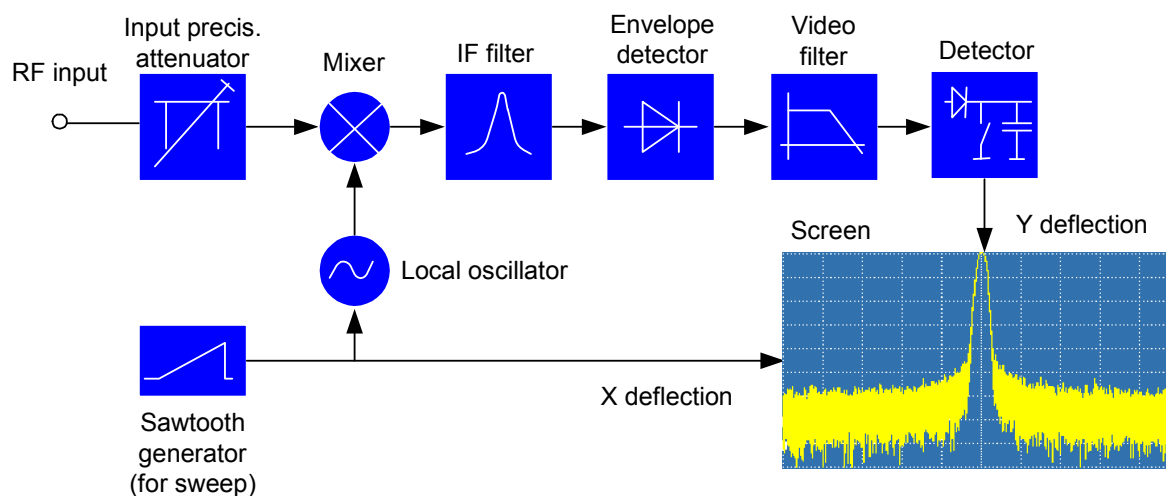 RF input
Input precis.
attenuator
Mixer
IF filter
Envelope
detector
Video
filter
Detector
Local oscillator
Screen
Y deflection
X deflection
Sawtooth
generator
(for sweep)